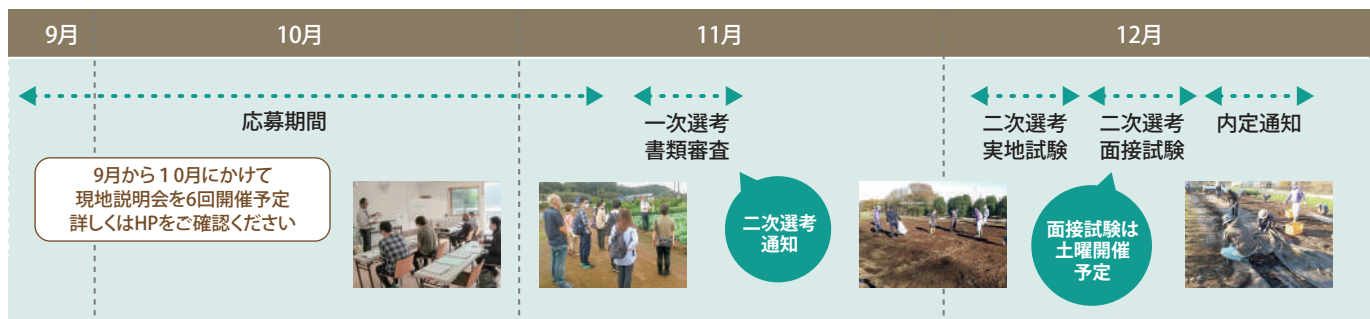 9月
10月
11月
12月
応募期間
一次選考
書類審査
二次選考
実地試験
二次選考
面接試験
内定通知
9月から10月にかけて
現地説明会を6回開催予定
詳しくはHPをご確認ください
二次選考
通知
面接試験は
土曜開催
予定